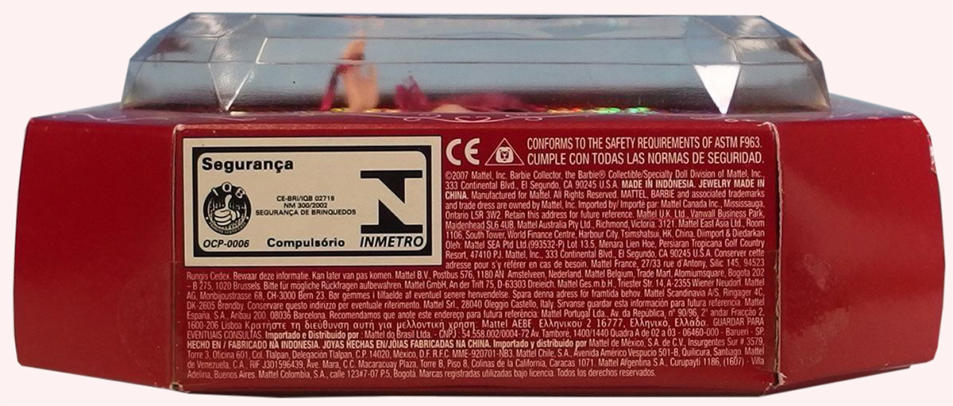 Segurança
IQB
CE-BRI/IQB 02718
NM 300/2002
SEGURANÇA DE BRINQUEDOS
OCP-0006 Compulsório INMETRO
CE CONFORMS TO THE SAFETY REQUIREMENTS OF ASTM F963.
CUMPLE CON TODAS LAS NORMAS DE SEGURIDAD.
©2007 Mattel, Inc. Barbie Collector, the Barbie® Collectible/Specialty Doll Division of Mattel, Inc.,
333 Continental Blvd., El Segundo, CA 90245 U.S.A. MADE IN INDONESIA. JEWELRY MADE IN
CHINA. Manufactured for Mattel. All Rights Reserved. MATTEL, BARBIE and associated trademarks
and trade dress are owned by Mattel, Inc. Imported by/ Importé par: Mattel Canada Inc., Mississauga,
Ontario L5R 3W2. Retain this address for future reference. Mattel U.K. Ltd., Vanwall Business Park,
Maidenhead SL6 4UB. Mattel Australia Pty Ltd., Richmond, Victoria. 3121. Mattel East Asia Ltd., Room
1106, South Tower, World Finance Centre, Harbour City, Tsimshatsui, HK, China. Diimport & Diedarkan
Oleh: Mattel SEA Ptd Ltd.(993532-P) Lot 13.5, Menara Lien Hoe, Persiaran Tropicana Golf Country
Resort, 47410 PJ. Mattel, Inc., 333 Continental Blvd., El Segundo, CA 90245 U.S.A. Conserver cette
adresse pour s'y référer en cas de besoin. Mattel France, 27/33 rue d'Antony, Silic 145, 94523
Rungis Cedex. Bewaar deze informatie. Kan later van pas komen. Mattel B.V., Postbus 576, 1180 AN Amstelveen, Nederland. Mattel Belgium, Trade Mart, Atomiumsquare, Bogota 202
– B 275, 1020 Brussels. Bitte für mögliche Rückfragen aufbewahren. Mattel GmbH, An der Trift 75, D-63303 Dreieich. Mattel Ges.m.b.H., Triester Str. 14, A-2355 Wiener Neudorf. Mattel
AG, Monbijoustrasse 68, CH-3000 Bern 23. Bør gemmes i tilfælde af eventuel senere henvendelse. Spara denna adress för framtida behov. Mattel Scandinavia A/S, Ringager 4C,
DK-2605 Brøndby. Conservare questo indirizzo per eventuale riferimento. Mattel Srl., 28040 Oleggio Castello, Italy. Sírvanse guardar esta información para futura referencia. Mattel
España, S.A., Aribau 200. 08036 Barcelona. Recomendamos que anote este endereço para futura referência. Mattel Portugal Lda., Av. da República, nº 90/96, 2° andar Fracção 2,
1600-206 Lisboa Κρατήστε τη διεύθυνση αυτή για μελλοντική χρήση. Mattel AEBE Ελληνικού 2 16777, Ελληνικό, Ελλάδα. GUARDAR PARA
EVENTUAIS CONSULTAS. Importado e Distribuido por : Mattel do Brasil Ltda. - CNPJ : 54.558.002/0004-72 Av. Tamboré, 1400/1440 Quadra A de 02 a 03 - 06460-000 - Barueri - SP.
HECHO EN / FABRICADO NA INDONESIA. JOYAS HECHAS EN/JÓIAS FABRICADAS NA CHINA. Importado y distribuido por Mattel de México, S.A. de C.V., Insurgentes Sur # 3579,
Torre 3, Oficina 601, Col. Tlalpan, Delegación Tlalpan, C.P. 14020, México, D.F. R.F.C. MME-920701-NB3. Mattel Chile, S.A., Avenida Américo Vespucio 501-B, Quilicura, Santiago. Mattel
de Venezuela, C.A., RIF J301596439, Ave. Mara, C.C. Macaracuay Plaza, Torre B, Piso 8, Colinas de la California, Caracas 1071. Mattel Argentina S.A., Curupaytí 1186, (1607) - Villa
Adelina, Buenos Aires. Mattel Colombia, S.A., calle 123#7-07 P.5, Bogotá. Marcas registradas utilizadas bajo licencia. Todos los derechos reservados.